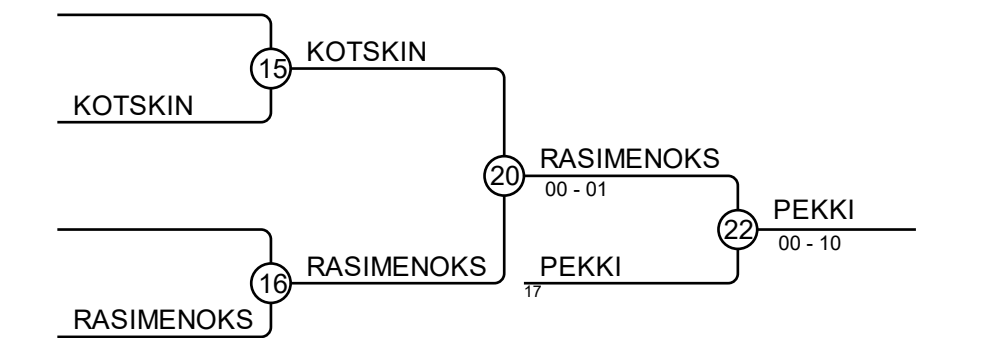 KOTSKIN
15
KOTSKIN
RASIMENOKS
20
00 - 01
PEKKI
22
00 - 10
RASIMENOKS
PEKKI
16
17
RASIMENOKS